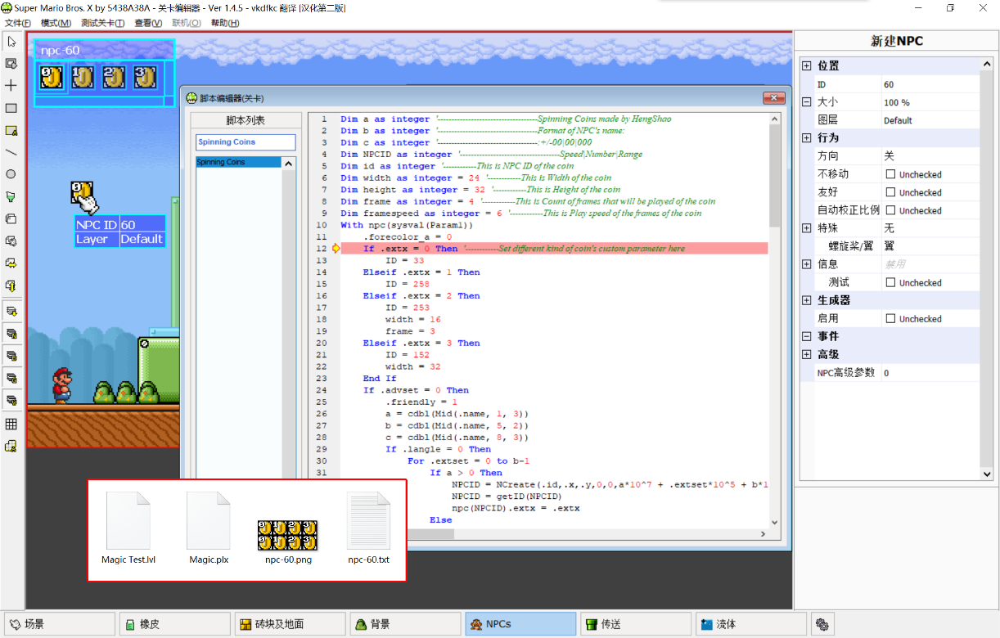 Super Mario Bros. X by 5438A38A - 关卡编辑器 - Ver 1.4.5 - vkdfkc 翻译 [汉化第二版]
文件(F) 模式(M) 测试关卡(T) 查看(V) 联机(O) 帮助(H)
npc-60
0 1 2 3
3
NPC ID 60
Layer Default
脚本编辑器(关卡)
脚本列表
Spinning Coins
Spinning Coins
1 Dim a as integer '-----------------------------------Spinning Coins made by HengShao
2 Dim b as integer '-----------------------------------Format of NPC's name:
3 Dim c as integer '-----------------------------------:+/-00|00|000
4 Dim NPCID as integer '-----------------------------------Speed|Number|Range
5 Dim id as integer '------------This is NPC ID of the coin
6 Dim width as integer = 24 '------------This is Width of the coin
7 Dim height as integer = 32 '------------This is Height of the coin
8 Dim frame as integer = 4 '------------This is Count of frames that will be played of the coin
9 Dim framespeed as integer = 6 '------------This is Play speed of the frames of the coin
10 With npc(sysval(Param1))
11 .forecolor_a = 0
12 If .extx = 0 Then '------------Set different kind of coin's custom parameter here
13 ID = 33
14 Elseif .extx = 1 Then
15 ID = 258
16 Elseif .extx = 2 Then
17 ID = 253
18 width = 16
19 frame = 3
20 Elseif .extx = 3 Then
21 ID = 152
22 width = 32
23 End If
24 If .advset = 0 Then
25 .friendly = 1
26 a = cdbl(Mid(.name, 1, 3))
27 b = cdbl(Mid(.name, 5, 2))
28 c = cdbl(Mid(.name, 8, 3))
29 If .langle = 0 Then
30 For .extset = 0 to b-1
31 If a > 0 Then
NPCID = NCreate(.id,.x,.y,0,0,a*10^7 + .extset*10^5 + b*1
NPCID = getID(NPCID)
npc(NPCID).extx = .extx
Else
Magic Test.lvl
Magic.plx
npc-60.png
npc-60.txt
新建NPC
位置
ID 60
大小 100 %
图层 Default
行为
方向 关
不移动 Unchecked
友好 Unchecked
自动校正比例 Unchecked
特殊 无
螺旋桨/翼 翼
信息 禁用
测试 Unchecked
生成器
启用 Unchecked
事件
高级
NPC高级参数 0
场景 橡皮 砖块及地面 背景 NPCs 传送 流体